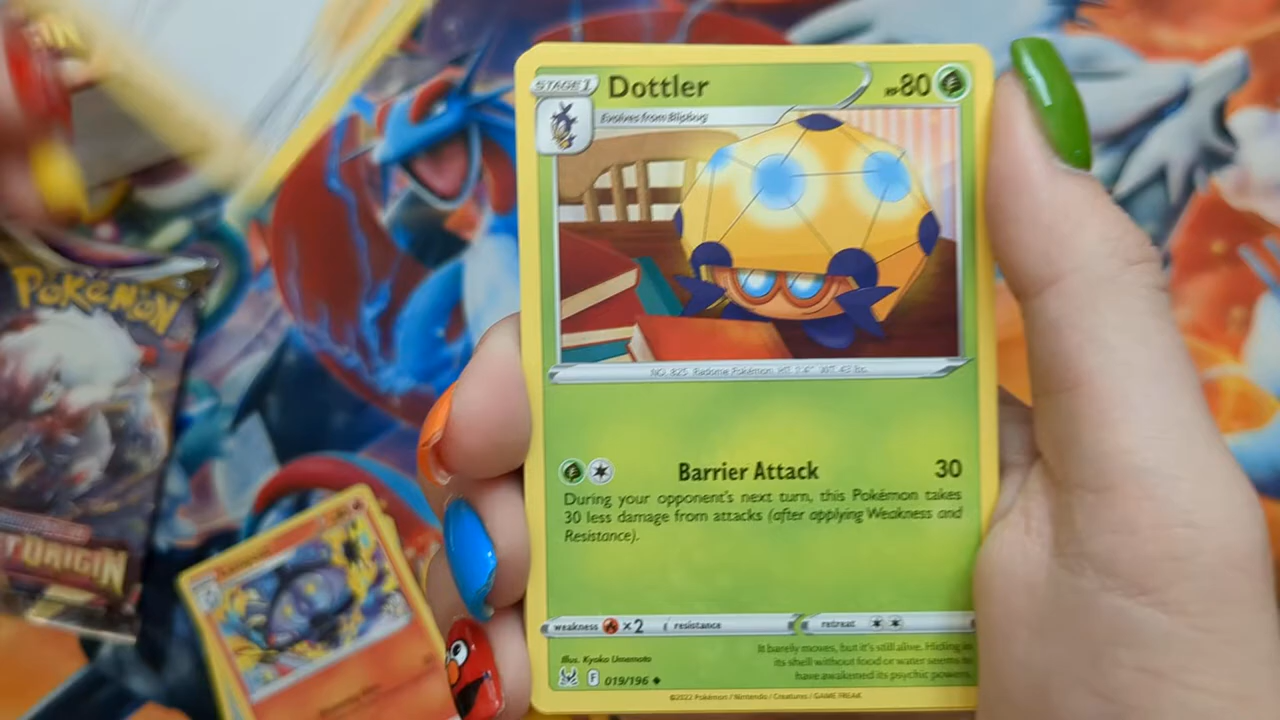 POKéMON
T ORIGIN
STAGE 1
Dottler
HP 80
Evolves from Blipbug
NO. 825 Radome Pokémon HT: 1'4" WT: 43 lbs.
Barrier Attack 30
During your opponent's next turn, this Pokémon takes
30 less damage from attacks (after applying Weakness and
Resistance).
weakness ×2 resistance retreat
Illus. Kyoko Umemoto
It barely moves, but it's still alive. Hiding in
its shell without food or water seems to
have awakened its psychic powers.
F 019/196
©2022 Pokémon / Nintendo / Creatures / GAME FREAK